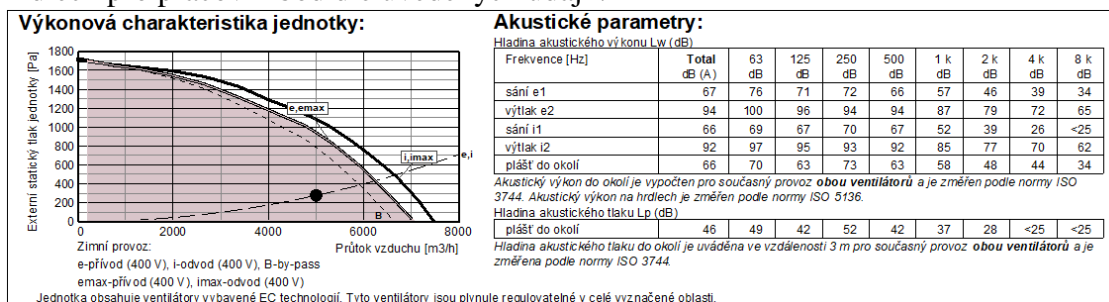 Výkonová charakteristika jednotky:
Externí statický tlak jednotky [Pa]
1800
1600
1400
1200
1000
800
600
400
200
0
0 2000 4000 6000 8000
e,emax
i,imax
e,i
B
Průtok vzduchu [m3/h]
Zimní provoz:
e-přívod (400 V), i-odvod (400 V), B-by-pass
emax-přívod (400 V), imax-odvod (400 V)
Jednotka obsahuje ventilátory vybavené EC technologií. Tyto ventilátory jsou plynule regulovatelné v celé vyznačené oblasti.
Akustické parametry:
Hladina akustického výkonu Lw (dB)
Frekvence [Hz] Total 63 125 250 500 1 k 2 k 4 k 8 k
dB (A) dB dB dB dB dB dB dB dB
sání e1 67 76 71 72 66 57 46 39 34
výtlak e2 94 100 96 94 94 87 79 72 65
sání i1 66 69 67 70 67 52 39 26 <25
výtlak i2 92 97 95 93 92 85 77 70 62
plášť do okolí 66 70 63 73 63 58 48 44 34
Akustický výkon do okolí je vypočten pro současný provoz obou ventilátorů a je změřen podle normy ISO
3744. Akustický výkon na hrdlech je změřen podle normy ISO 5136.
Hladina akustického tlaku Lp (dB)
plášť do okolí 46 49 42 52 42 37 28 <25 <25
Hladina akustického tlaku do okolí je uváděna ve vzdálenosti 3 m pro současný provoz obou ventilátorů a je
změřena podle normy ISO 3744.